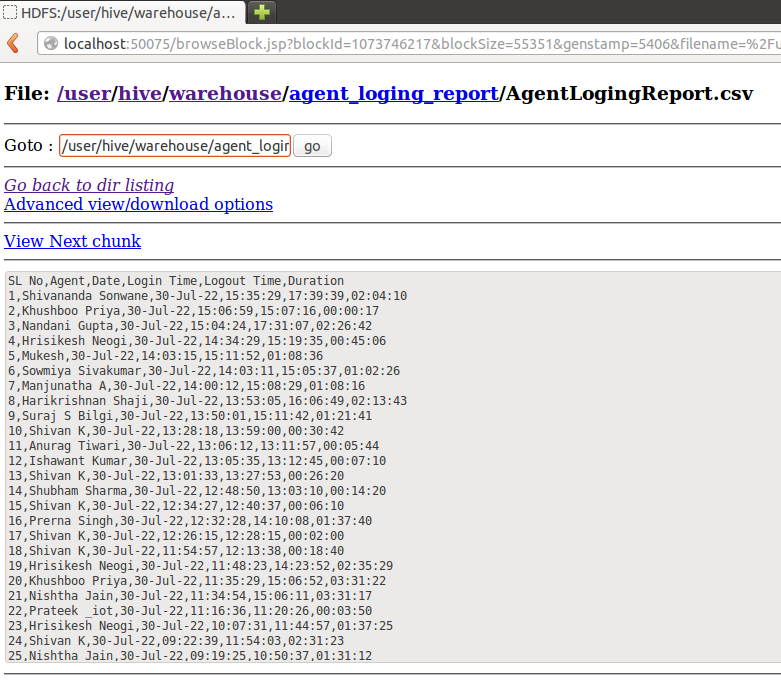 HDFS:/user/hive/warehouse/a...
localhost:50075/browseBlock.jsp?blockId=1073746217&blockSize=55351&genstamp=5406&filename=%2Fu
File: /user/hive/warehouse/agent_loging_report/AgentLogingReport.csv
Goto : /user/hive/warehouse/agent_login go
Go back to dir listing
Advanced view/download options
View Next chunk
SL No,Agent,Date,Login Time,Logout Time,Duration
1,Shivananda Sonwane,30-Jul-22,15:35:29,17:39:39,02:04:10
2,Khushboo Priya,30-Jul-22,15:06:59,15:07:16,00:00:17
3,Nandani Gupta,30-Jul-22,15:04:24,17:31:07,02:26:42
4,Hrisikesh Neogi,30-Jul-22,14:34:29,15:19:35,00:45:06
5,Mukesh,30-Jul-22,14:03:15,15:11:52,01:08:36
6,Sowmiya Sivakumar,30-Jul-22,14:03:11,15:05:37,01:02:26
7,Manjunatha A,30-Jul-22,14:00:12,15:08:29,01:08:16
8,Harikrishnan Shaji,30-Jul-22,13:53:05,16:06:49,02:13:43
9,Suraj S Bilgi,30-Jul-22,13:50:01,15:11:42,01:21:41
10,Shivan K,30-Jul-22,13:28:18,13:59:00,00:30:42
11,Anurag Tiwari,30-Jul-22,13:06:12,13:11:57,00:05:44
12,Ishawant Kumar,30-Jul-22,13:05:35,13:12:45,00:07:10
13,Shivan K,30-Jul-22,13:01:33,13:27:53,00:26:20
14,Shubham Sharma,30-Jul-22,12:48:50,13:03:10,00:14:20
15,Shivan K,30-Jul-22,12:34:27,12:40:37,00:06:10
16,Prerna Singh,30-Jul-22,12:32:28,14:10:08,01:37:40
17,Shivan K,30-Jul-22,12:26:15,12:28:15,00:02:00
18,Shivan K,30-Jul-22,11:54:57,12:13:38,00:18:40
19,Hrisikesh Neogi,30-Jul-22,11:48:23,14:23:52,02:35:29
20,Khushboo Priya,30-Jul-22,11:35:29,15:06:52,03:31:22
21,Nishtha Jain,30-Jul-22,11:34:54,15:06:11,03:31:17
22,Prateek _iot,30-Jul-22,11:16:36,11:20:26,00:03:50
23,Hrisikesh Neogi,30-Jul-22,10:07:31,11:44:57,01:37:25
24,Shivan K,30-Jul-22,09:22:39,11:54:03,02:31:23
25,Nishtha Jain,30-Jul-22,09:19:25,10:50:37,01:31:12